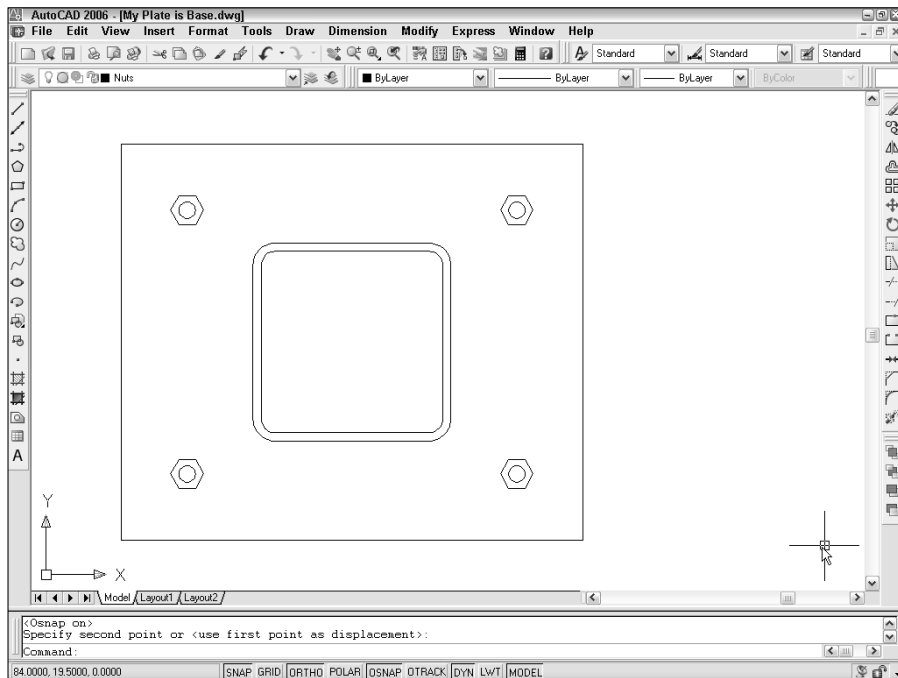 AutoCAD 2006 - [My Plate is Base.dwg]
File Edit View Insert Format Tools Draw Dimension Modify Express Window Help
Standard Standard Standard
Nuts ByLayer ByLayer ByLayer ByColor
A
Y
X
Model Layout1 Layout2
<Osnap on>
Specify second point or <use first point as displacement>:
Command:
84.0000, 19.5000, 0.0000 SNAP GRID ORTHO POLAR OSNAP OTRACK DYN LWT MODEL